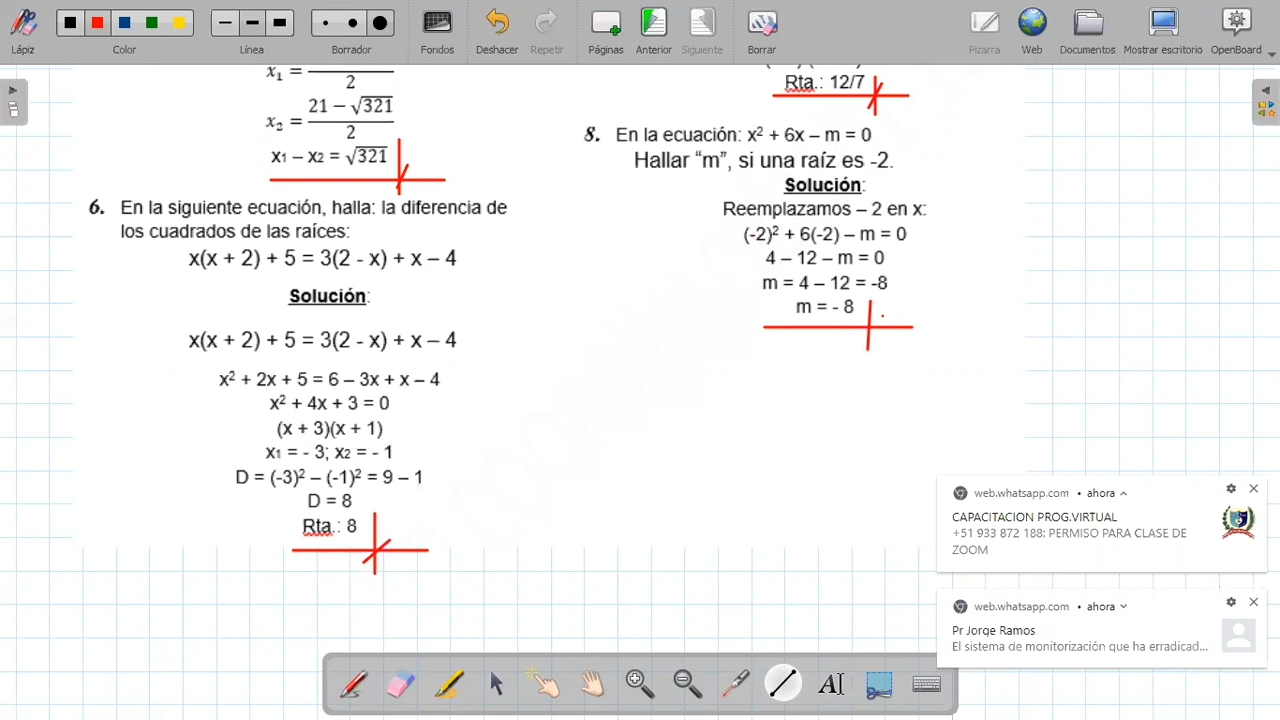 Lápiz
Color
Línea
Borrador
Fondos
Deshacer
Repetir
Páginas
Anterior
Siguiente
Borrar
Pizarra
Web
Documentos
Mostrar escritorio
OpenBoard
x₁ =
2
x₂ = (21 − √321)/2
x₁ – x₂ = √321
6. En la siguiente ecuación, halla: la diferencia de
los cuadrados de las raíces:
x(x + 2) + 5 = 3(2 - x) + x – 4
Solución:
x(x + 2) + 5 = 3(2 - x) + x – 4
x² + 2x + 5 = 6 – 3x + x – 4
x² + 4x + 3 = 0
(x + 3)(x + 1)
x₁ = - 3; x₂ = - 1
D = (-3)² – (-1)² = 9 – 1
D = 8
Rta.: 8
Rta.: 12/7
8. En la ecuación: x² + 6x – m = 0
Hallar “m”, si una raíz es -2.
Solución:
Reemplazamos – 2 en x:
(-2)² + 6(-2) – m = 0
4 – 12 – m = 0
m = 4 – 12 = -8
m = - 8
web.whatsapp.com • ahora
CAPACITACION PROG.VIRTUAL
+51 933 872 188: PERMISO PARA CLASE DE
ZOOM
web.whatsapp.com • ahora
Pr Jorge Ramos
El sistema de monitorización que ha erradicad...
AI